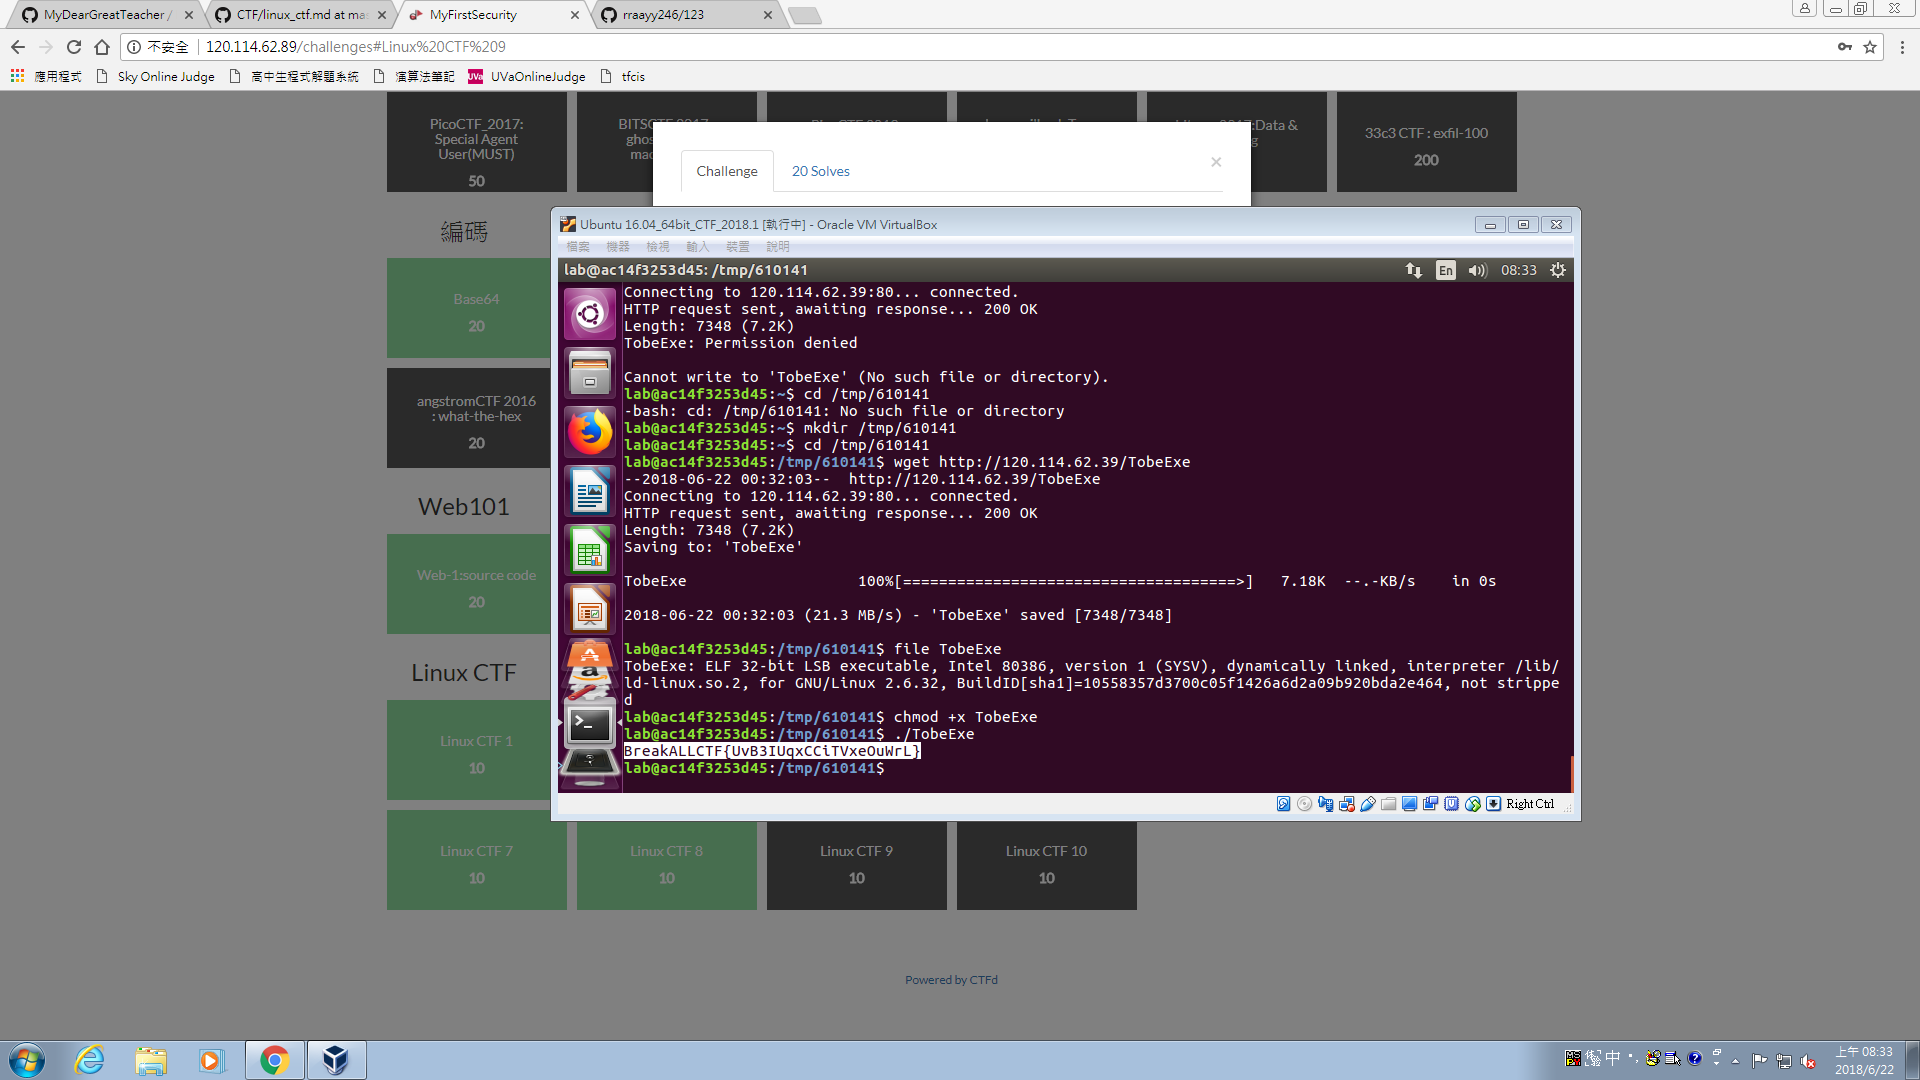 MyDearGreatTeacher /
CTF/linux_ctf.md at mas
MyFirstSecurity
rraayy246/123
不安全
120.114.62.89/challenges#Linux%20CTF%209
應用程式
Sky Online Judge
高中生程式解題系統
演算法筆記
UVa
UVaOnlineJudge
tfcis
PicoCTF_2017:
Special Agent
User(MUST)
50
33c3 CTF : exfil-100
200
Challenge
20 Solves
×
編碼
Base64
20
angstromCTF 2016
: what-the-hex
20
Web101
Web-1:source code
20
Linux CTF
Linux CTF 1
10
Linux CTF 7
10
Linux CTF 8
10
Linux CTF 9
10
Linux CTF 10
10
Powered by CTFd
Ubuntu 16.04_64bit_CTF_2018.1 [執行中] - Oracle VM VirtualBox
檔案 機器 檢視 輸入 裝置 說明
lab@ac14f3253d45: /tmp/610141
En
08:33
Connecting to 120.114.62.39:80... connected.
HTTP request sent, awaiting response... 200 OK
Length: 7348 (7.2K)
TobeExe: Permission denied
Cannot write to 'TobeExe' (No such file or directory).
lab@ac14f3253d45:~$ cd /tmp/610141
-bash: cd: /tmp/610141: No such file or directory
lab@ac14f3253d45:~$ mkdir /tmp/610141
lab@ac14f3253d45:~$ cd /tmp/610141
lab@ac14f3253d45:/tmp/610141$ wget http://120.114.62.39/TobeExe
--2018-06-22 00:32:03--  http://120.114.62.39/TobeExe
Connecting to 120.114.62.39:80... connected.
HTTP request sent, awaiting response... 200 OK
Length: 7348 (7.2K)
Saving to: 'TobeExe'
TobeExe 100%[=====================================>] 7.18K --.-KB/s in 0s
2018-06-22 00:32:03 (21.3 MB/s) - 'TobeExe' saved [7348/7348]
lab@ac14f3253d45:/tmp/610141$ file TobeExe
TobeExe: ELF 32-bit LSB executable, Intel 80386, version 1 (SYSV), dynamically linked, interpreter /lib/
ld-linux.so.2, for GNU/Linux 2.6.32, BuildID[sha1]=10558357d3700c05f1426a6d2a09b920bda2e464, not strippe
d
lab@ac14f3253d45:/tmp/610141$ chmod +x TobeExe
lab@ac14f3253d45:/tmp/610141$ ./TobeExe
BreakALLCTF{UvB3IUqxCCiTVxeOuWrL}
lab@ac14f3253d45:/tmp/610141$
Right Ctrl
中
上午 08:33
2018/6/22